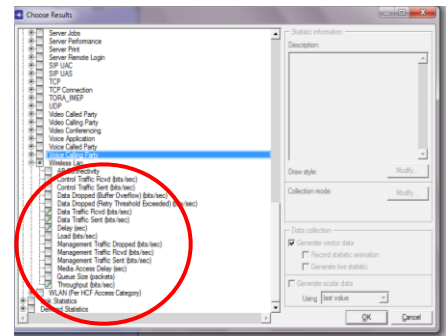 Choose Results
Server Jobs
Server Performance
Server Print
Server Remote Login
SIP UAC
SIP UAS
TCP
TCP Connection
TORA_IMEP
UDP
Video Called Party
Video Calling Party
Video Conferencing
Voice Application
Voice Called Party
Voice Calling Party
Wireless Lan
AP Connectivity
Control Traffic Rcvd (bits/sec)
Control Traffic Sent (bits/sec)
Data Dropped (Buffer Overflow) (bits/sec)
Data Dropped (Retry Threshold Exceeded) (bits/sec)
Data Traffic Rcvd (bits/sec)
Data Traffic Sent (bits/sec)
Delay (sec)
Load (bits/sec)
Management Traffic Dropped (bits/sec)
Management Traffic Rcvd (bits/sec)
Management Traffic Sent (bits/sec)
Media Access Delay (sec)
Queue Size (packets)
Throughput (bits/sec)
WLAN (Per HCF Access Category)
Statistics
Demand Statistics
Statistic information
Description:
Draw style:
Modify...
Collection mode:
Modify...
Data collection
Generate vector data
Record statistic animation
Generate live statistic
Generate scalar data
Using last value
OK
Cancel